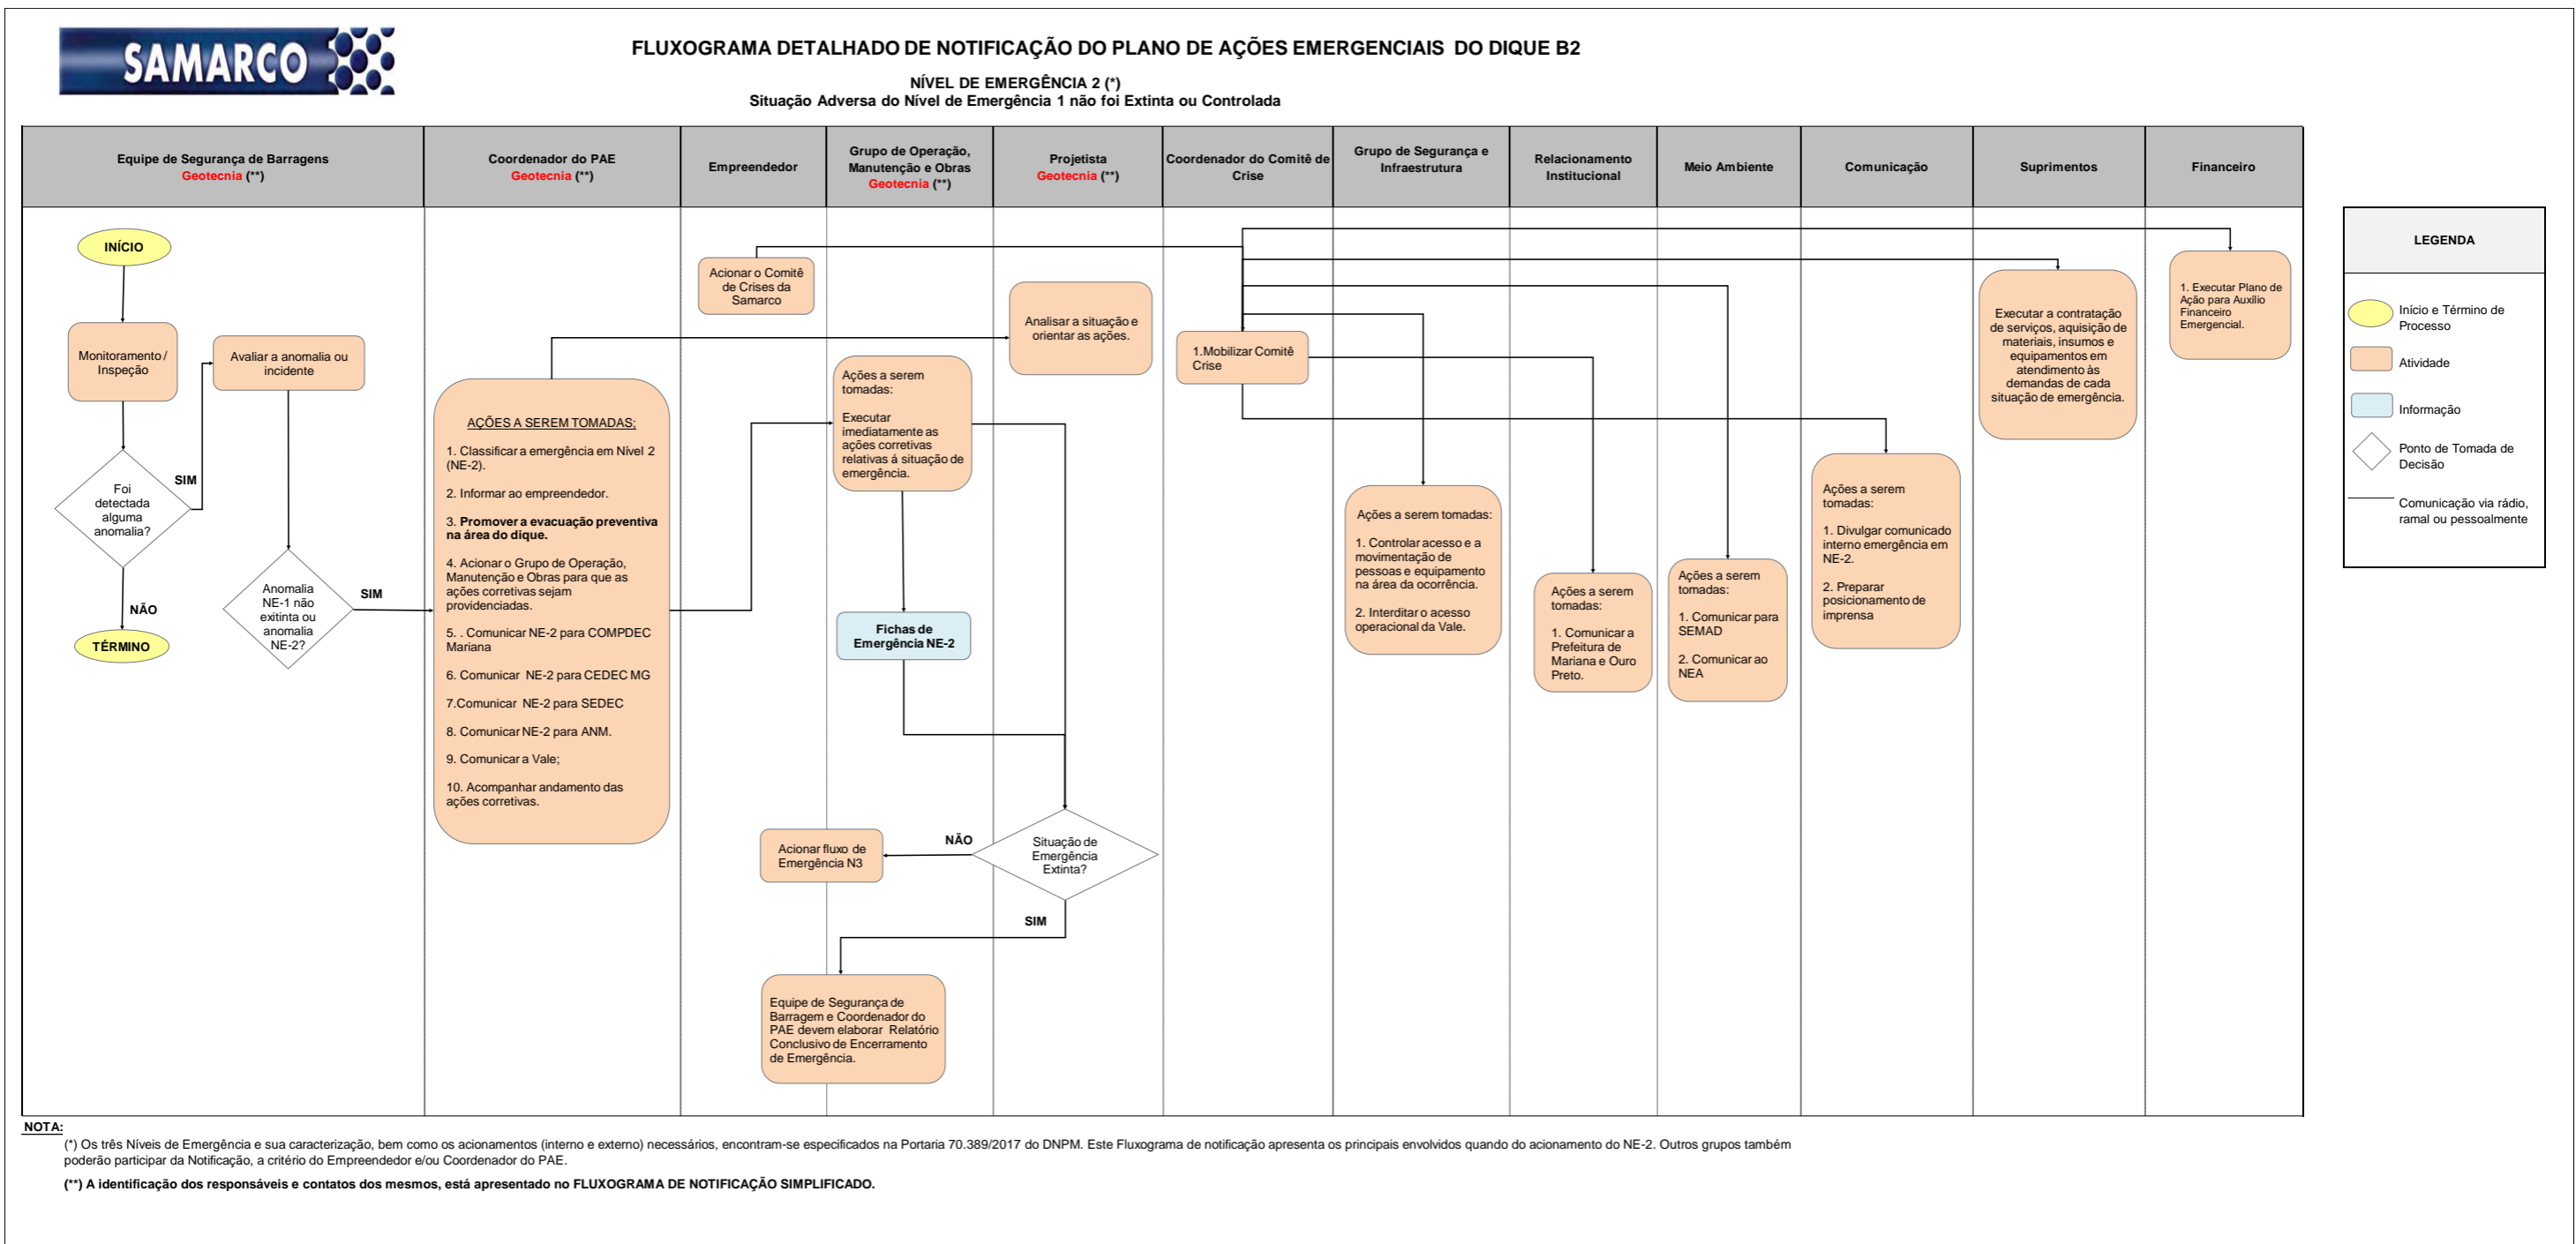 SAMARCO
FLUXOGRAMA DETALHADO DE NOTIFICAÇÃO DO PLANO DE AÇÕES EMERGENCIAIS DO DIQUE B2
NÍVEL DE EMERGÊNCIA 2 (*)
Situação Adversa do Nível de Emergência 1 não foi Extinta ou Controlada
Equipe de Segurança de Barragens
Geotecnia (**)
Coordenador do PAE
Geotecnia (**)
Empreendedor
Grupo de Operação,
Manutenção e Obras
Geotecnia (**)
Projetista
Geotecnia (**)
Coordenador do Comitê de
Crise
Grupo de Segurança e
Infraestrutura
Relacionamento
Institucional
Meio Ambiente
Comunicação
Suprimentos
Financeiro
INÍCIO
Monitoramento /
Inspeção
Foi
detectada
alguma
anomalia?
SIM
NÃO
TÉRMINO
Avaliar a anomalia ou
incidente
Anomalia
NE-1 não
exitinta ou
anomalia
NE-2?
SIM
AÇÕES A SEREM TOMADAS:
1. Classificar a emergência em Nível 2
(NE-2).
2. Informar ao empreendedor.
3. Promover a evacuação preventiva
na área do dique.
4. Acionar o Grupo de Operação,
Manutenção e Obras para que as
ações corretivas sejam
providenciadas.
5. . Comunicar NE-2 para COMPDEC
Mariana
6. Comunicar NE-2 para CEDEC MG
7.Comunicar NE-2 para SEDEC
8. Comunicar NE-2 para ANM.
9. Comunicar a Vale;
10. Acompanhar andamento das
ações corretivas.
Acionar o Comitê
de Crises da
Samarco
Ações a serem
tomadas:
Executar
imediatamente as
ações corretivas
relativas á situação de
emergência.
Fichas de
Emergência NE-2
Acionar fluxo de
Emergência N3
NÃO
Equipe de Segurança de
Barragem e Coordenador do
PAE devem elaborar Relatório
Conclusivo de Encerramento
de Emergência.
Analisar a situação e
orientar as ações.
Situação de
Emergência
Extinta?
SIM
1.Mobilizar Comitê
Crise
Ações a serem tomadas:
1. Controlar acesso e a
movimentação de
pessoas e equipamento
na área da ocorrência.
2. Interditar o acesso
operacional da Vale.
Ações a serem
tomadas:
1. Comunicar a
Prefeitura de
Mariana e Ouro
Preto.
Ações a serem
tomadas:
1. Comunicar para
SEMAD
2. Comunicar ao
NEA
Ações a serem
tomadas:
1. Divulgar comunicado
interno emergência em
NE-2.
2. Preparar
posicionamento de
imprensa
Executar a contratação
de serviços, aquisição de
materiais, insumos e
equipamentos em
atendimento às
demandas de cada
situação de emergência.
1. Executar Plano de
Ação para Auxílio
Financeiro
Emergencial.
LEGENDA
Início e Término de
Processo
Atividade
Informação
Ponto de Tomada de
Decisão
Comunicação via rádio,
ramal ou pessoalmente
NOTA:
(*) Os três Níveis de Emergência e sua caracterização, bem como os acionamentos (interno e externo) necessários, encontram-se especificados na Portaria 70.389/2017 do DNPM. Este Fluxograma de notificação apresenta os principais envolvidos quando do acionamento do NE-2. Outros grupos também
poderão participar da Notificação, a critério do Empreendedor e/ou Coordenador do PAE.
(**) A identificação dos responsáveis e contatos dos mesmos, está apresentado no FLUXOGRAMA DE NOTIFICAÇÃO SIMPLIFICADO.